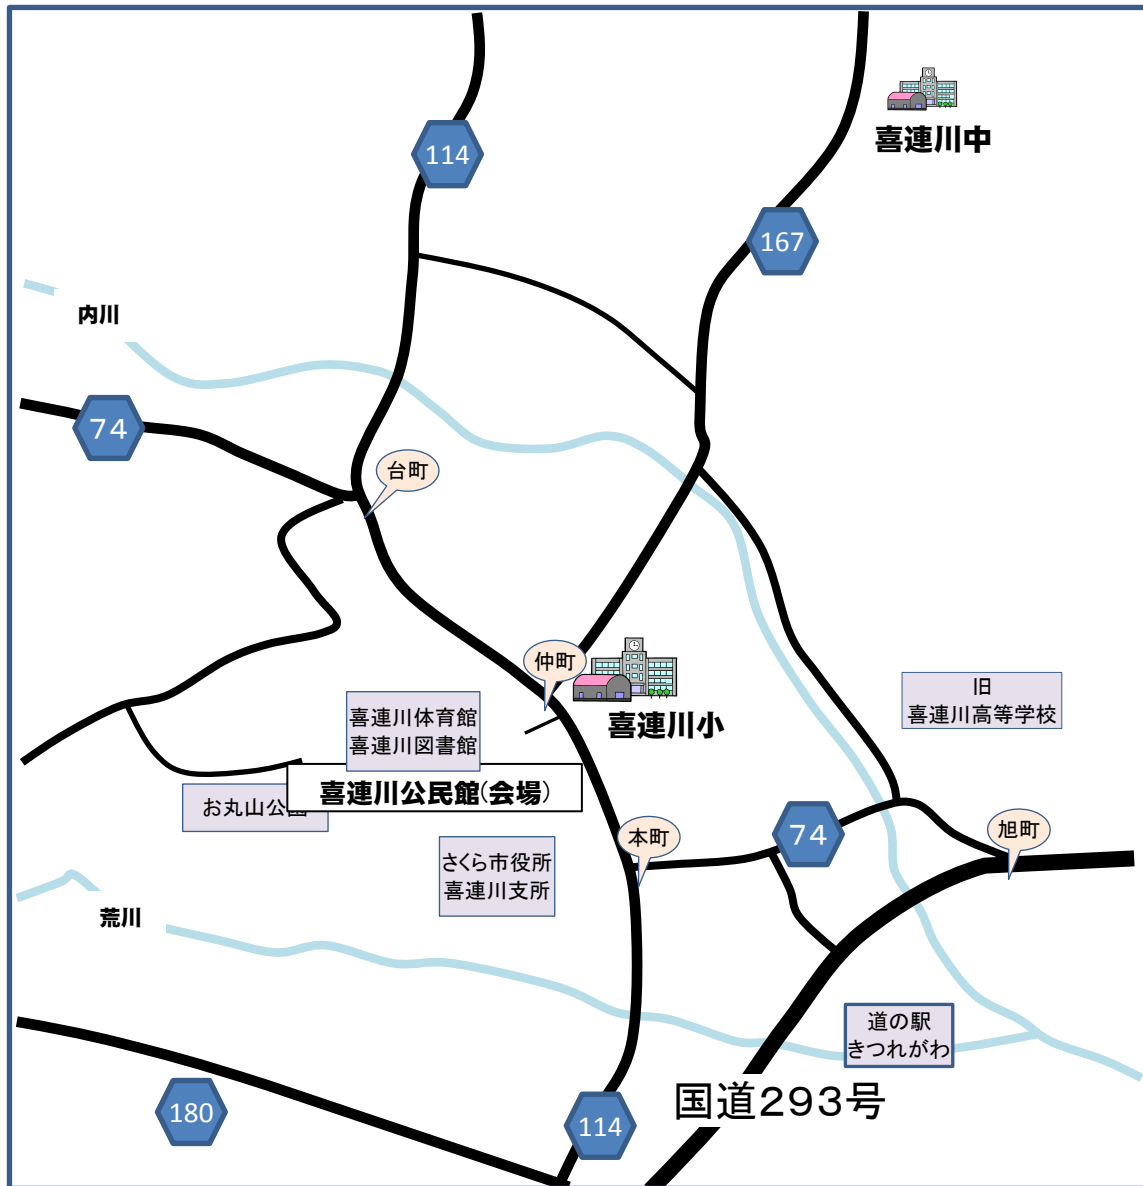 喜連川中
114
167
内川
74
台町
仲町
喜連川小
旧
喜連川高等学校
喜連川体育館
喜連川図書館
喜連川公民館(会場)
お丸山公園
74
本町
旭町
さくら市役所
喜連川支所
荒川
道の駅
きつれがわ
国道293号
180
114